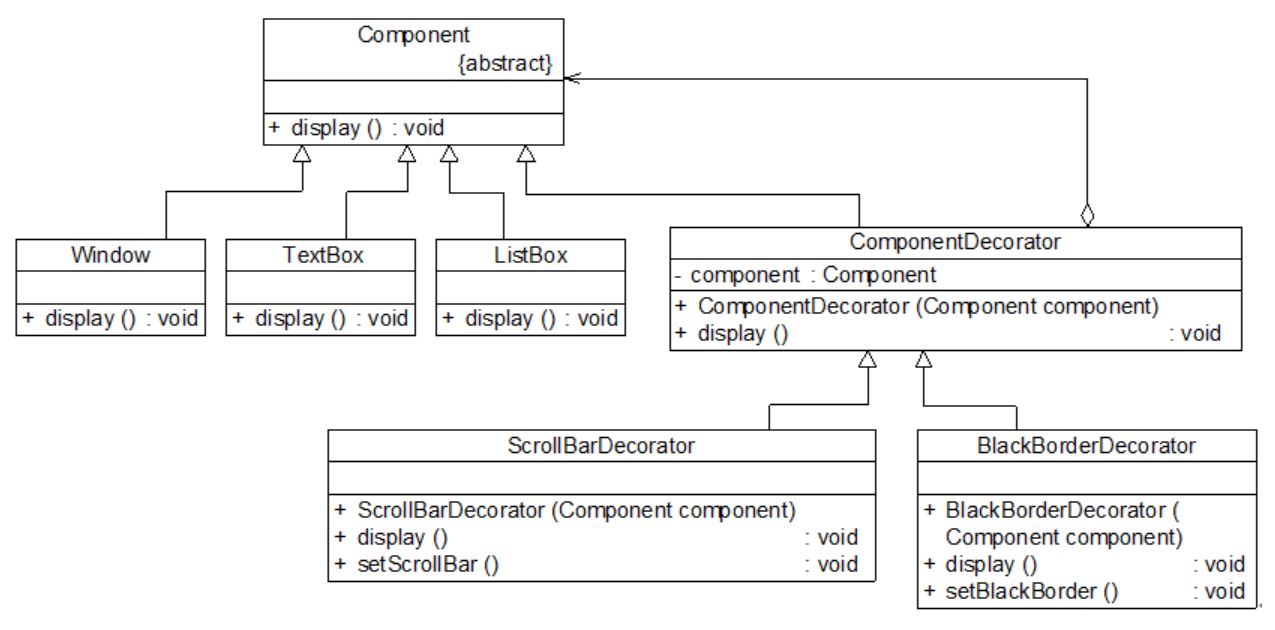 Component
{abstract}
+ display () : void
Window
+ display () : void
TextBox
+ display () : void
ListBox
+ display () : void
ComponentDecorator
- component : Component
+ ComponentDecorator (Component component)
+ display () : void
ScrollBarDecorator
+ ScrollBarDecorator (Component component)
+ display () : void
+ setScrollBar () : void
BlackBorderDecorator
+ BlackBorderDecorator (
Component component)
+ display () : void
+ setBlackBorder () : void